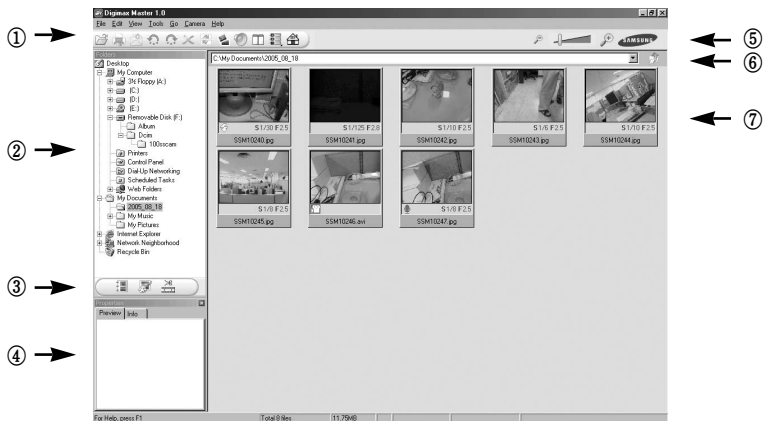 Digimax Master 1.0
File Edit View Tools Go Camera Help
①
②
③
④
⑤
⑥
⑦
SAMSUNG
Folders
C:\My Documents\2005_08_18
Desktop
My Computer
3½ Floppy (A:)
(C:)
(D:)
(E:)
Removable Disk (F:)
Album
Dcim
100sscam
Printers
Control Panel
Dial-Up Networking
Scheduled Tasks
Web Folders
My Documents
2005_08_18
My Music
My Pictures
Internet Explorer
Network Neighborhood
Recycle Bin
S1/30 F2.5
S1/125 F2.8
S1/10 F2.5
S1/6 F2.5
S1/10 F2.5
SSM10240.jpg
SSM10241.jpg
SSM10242.jpg
SSM10243.jpg
SSM10244.jpg
S1/8 F2.5
S1/8 F2.5
SSM10245.jpg
SSM10246.avi
SSM10247.jpg
Properties
Preview Info
For Help, press F1
Total 8 files
11.75MB